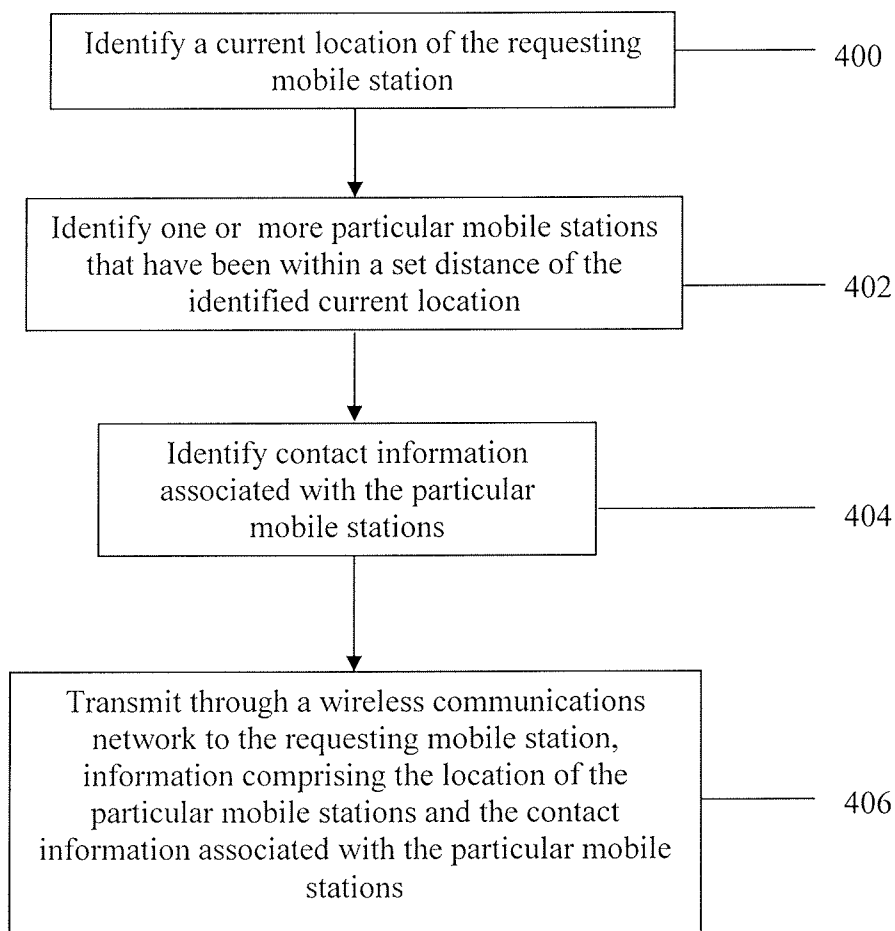 Identify a current location of the requesting
mobile station
400
Identify one or more particular mobile stations
that have been within a set distance of the
identified current location
402
Identify contact information
associated with the particular
mobile stations
404
Transmit through a wireless communications
network to the requesting mobile station,
information comprising the location of the
particular mobile stations and the contact
information associated with the particular mobile
stations
406